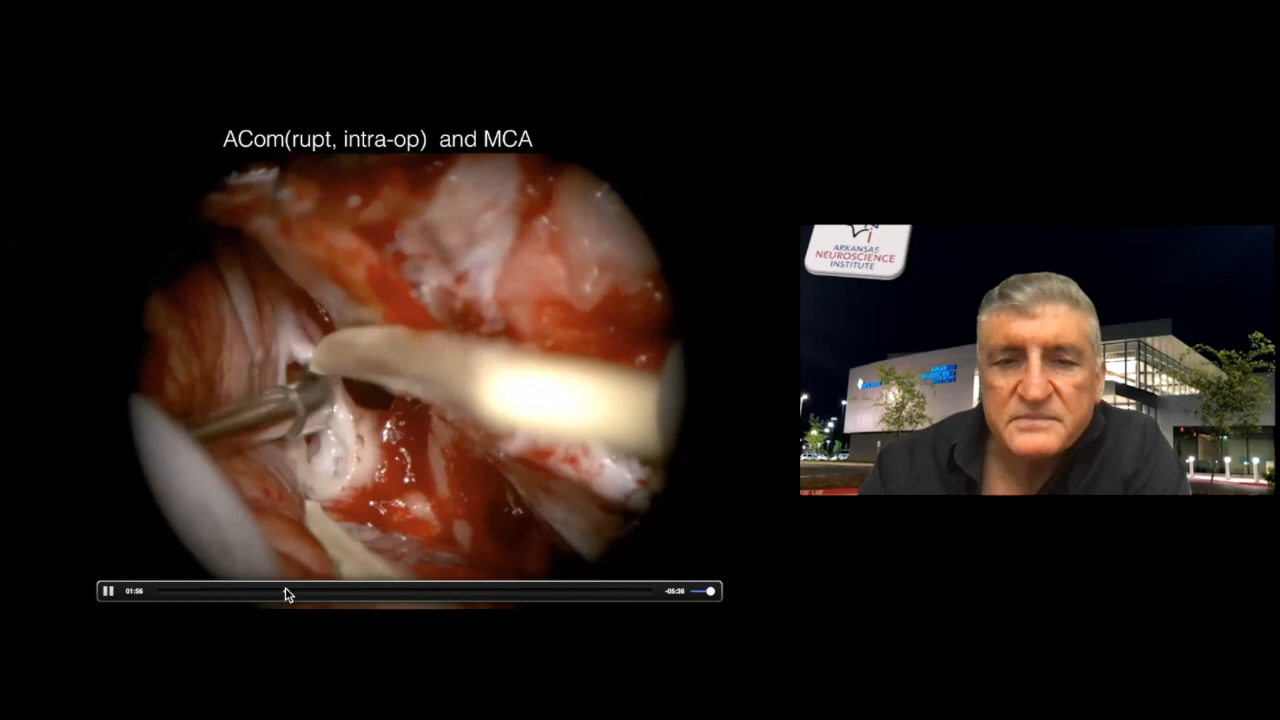 ACom(rupt, intra-op)  and MCA
ARKANSAS
NEUROSCIENCE
INSTITUTE
01:56
-05:36